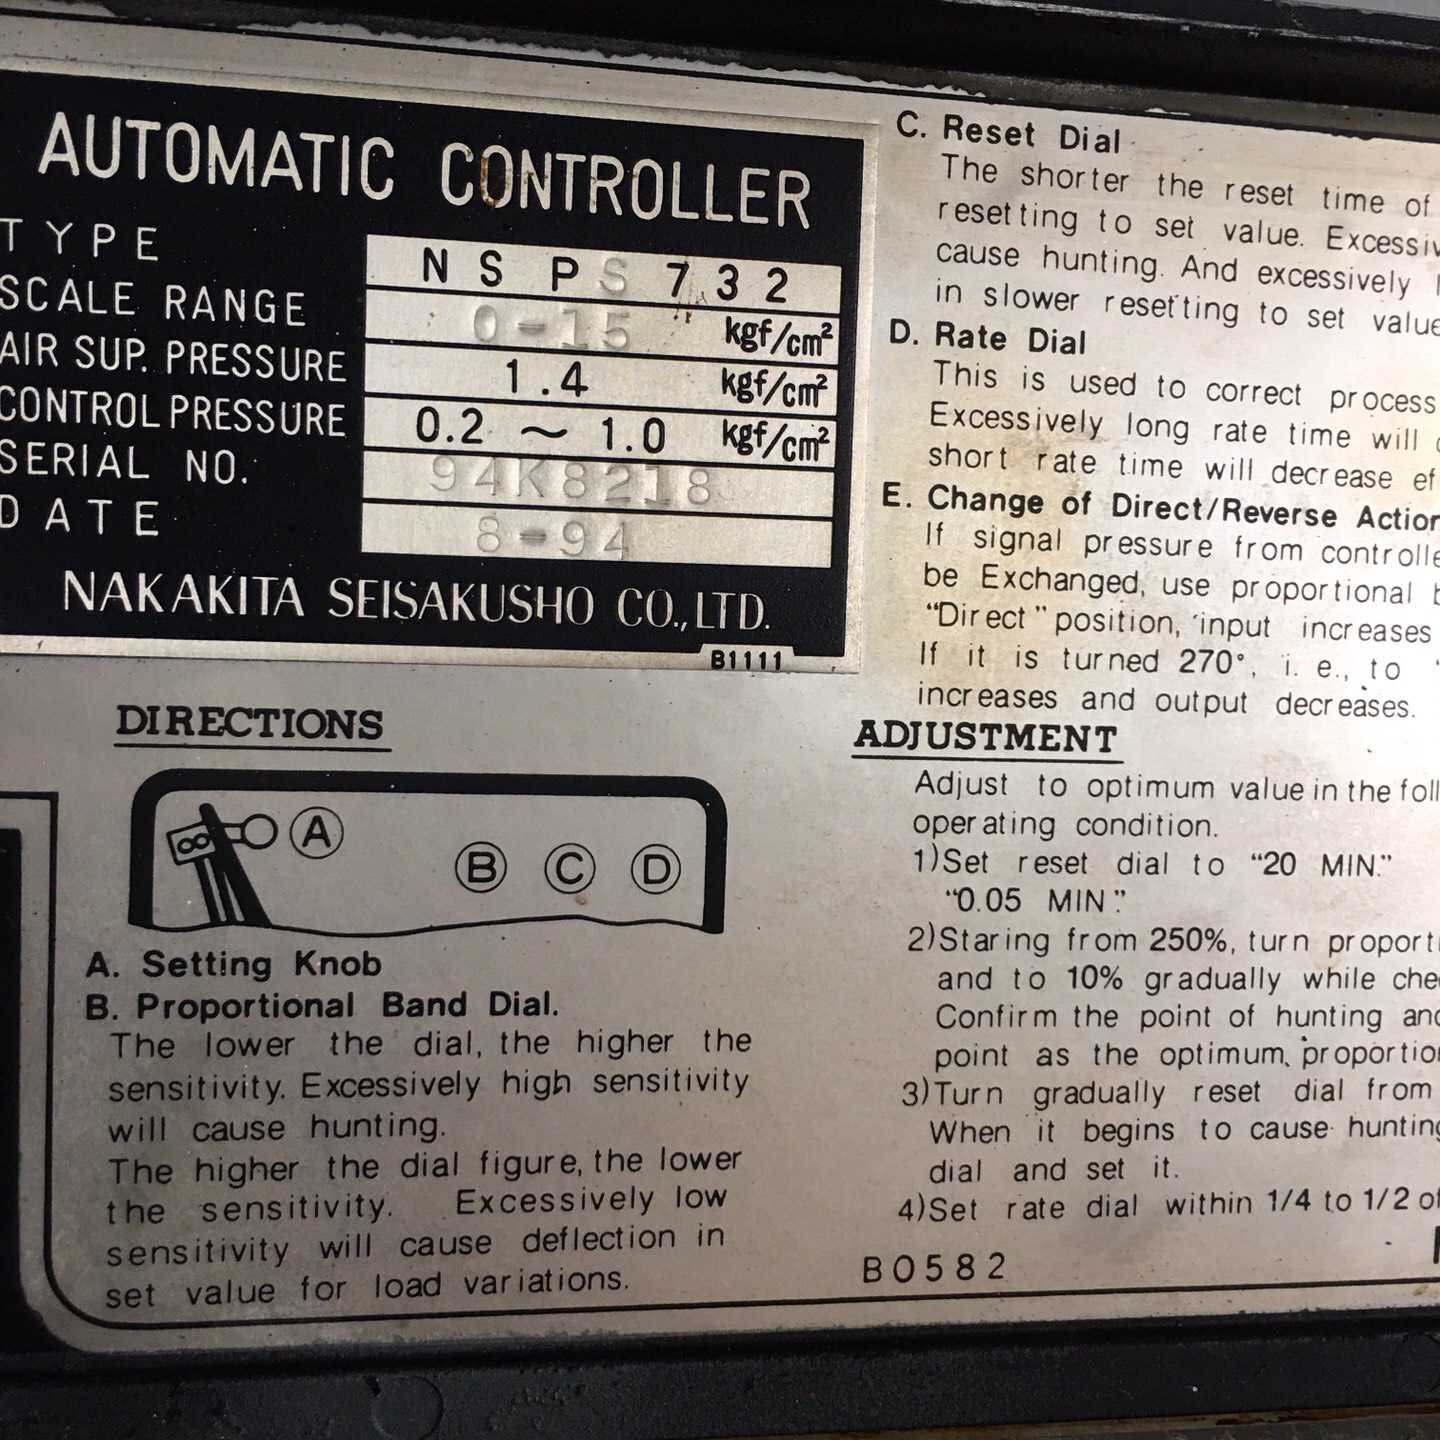 AUTOMATIC CONTROLLER
TYPE NSPS732
SCALE RANGE 0-15 kgf/cm²
AIR SUP. PRESSURE 1.4 kgf/cm²
CONTROL PRESSURE 0.2 ~ 1.0 kgf/cm²
SERIAL NO. 94K8218
DATE 8-94
NAKAKITA SEISAKUSHO CO.,LTD.
B1111
DIRECTIONS
A
B C D
A. Setting Knob
B. Proportional Band Dial.
The lower the dial, the higher the
sensitivity. Excessively high sensitivity
will cause hunting.
The higher the dial figure, the lower
the sensitivity. Excessively low
sensitivity will cause deflection in
set value for load variations.
C. Reset Dial
The shorter the reset time of
resetting to set value.
cause hunting. And excessively
in slower resetting to set value
D. Rate Dial
This is used to correct process
Excessively long rate time will
short rate time will decrease
E. Change of Direct/Reverse Action
If signal pressure from
be Exchanged, use proportional
"Direct" position, input increases
If it is turned 270°, i. e., to
increases and output decreases.
ADJUSTMENT
Adjust to optimum value in the
operating condition.
1)Set reset dial to "20 MIN."
"0.05 MIN."
2)Staring from 250%, turn
and to 10% gradually while
Confirm the point of hunting
point as the optimum,
3)Turn gradually reset dial from
When it begins to cause hunting
dial and set it.
4)Set rate dial within 1/4 to 1/2 of
B0582